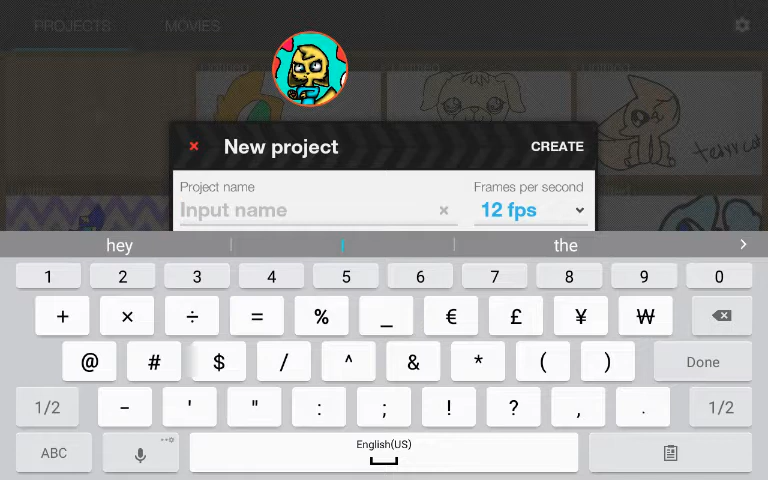 PROJECTS MOVIES
New project CREATE
Project name Frames per second
Input name × 12 fps
hey I the
1 2 3 4 5 6 7 8 9 0
+ × ÷ = % _ € £ ¥ ₩
@ # $ / ^ & * ( ) Done
1/2 - ' " : ; ! ? , . 1/2
ABC English(US)